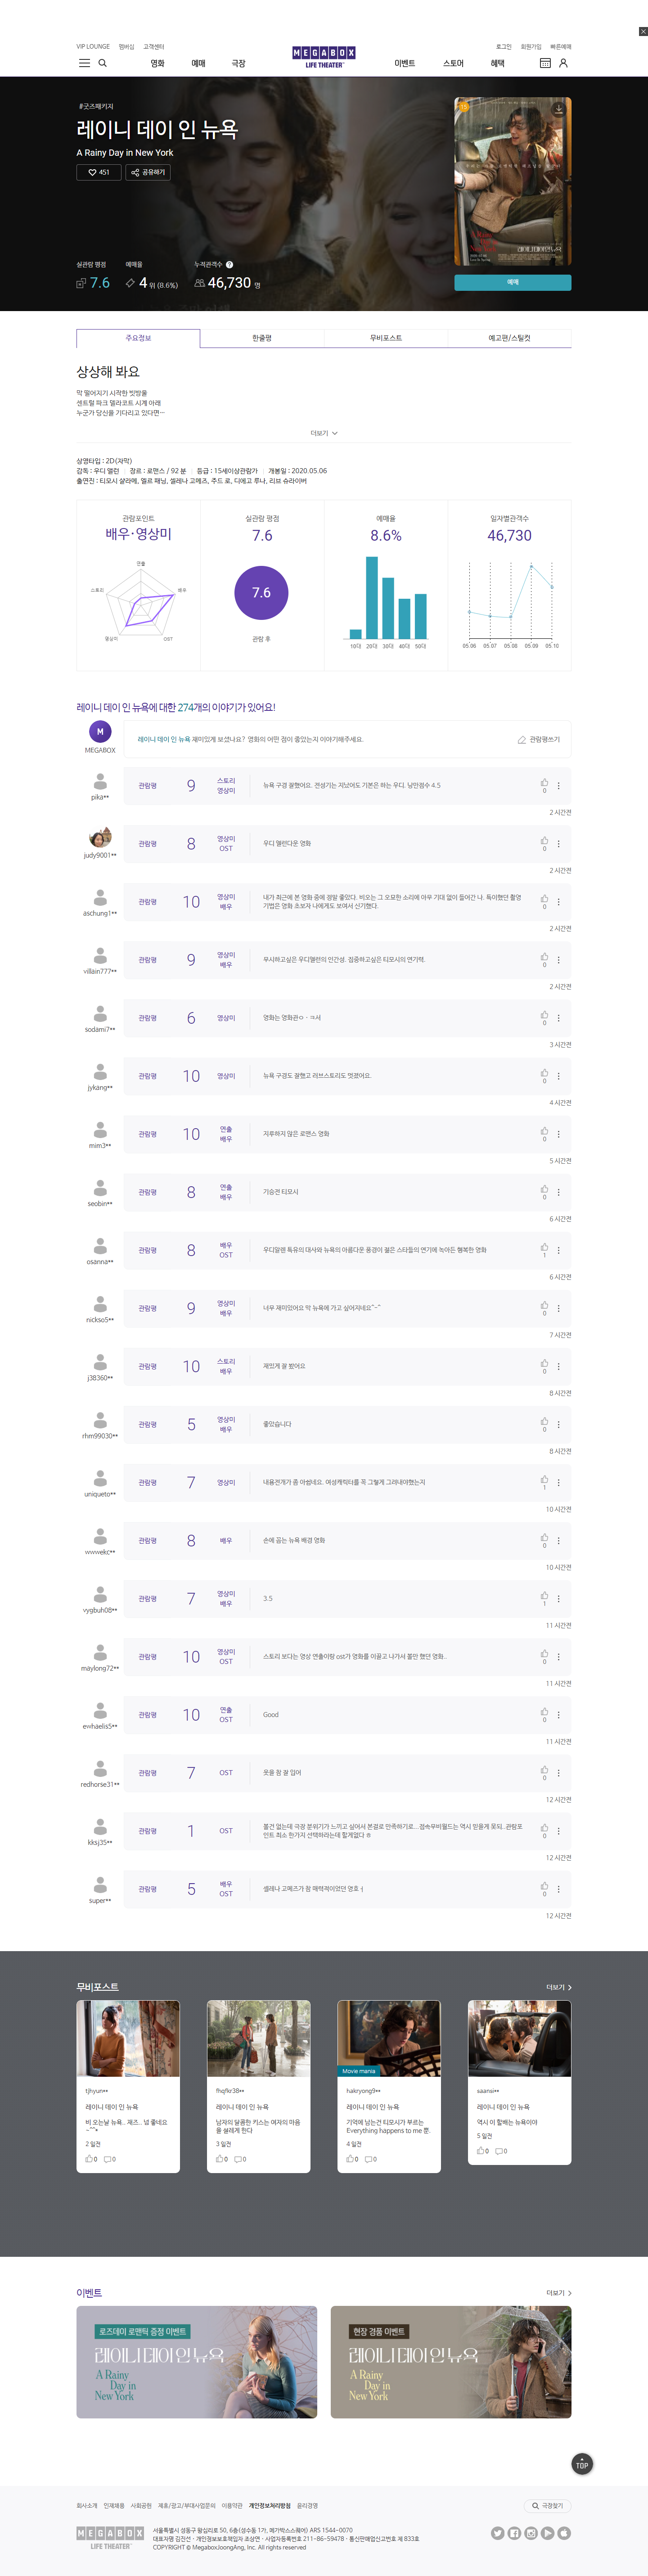 VIP LOUNGE 멤버십 고객센터
로그인 회원가입 빠른예매
영화 예매 극장
MEGABOX
LIFE THEATER
이벤트 스토어 혜택
#굿즈패키지
레이니 데이 인 뉴욕
A Rainy Day in New York
451 공유하기
실관람 평점 예매율 누적관객수
7.6 4 위 (8.6%) 46,730 명
예매
주요정보 한줄평 무비포스트 예고편/스틸컷
상상해 봐요
막 떨어지기 시작한 빗방울
센트럴 파크 델라코트 시계 아래
누군가 당신을 기다리고 있다면…
더보기
상영타입 : 2D(자막)
감독 : 우디 앨런 장르 : 로맨스 / 92 분 등급 : 15세이상관람가 개봉일 : 2020.05.06
출연진 : 티모시 샬라메, 엘르 패닝, 셀레나 고메즈, 주드 로, 디에고 루나, 리브 슈라이버
관람포인트
배우·영상미
연출
배우
OST
영상미
스토리
실관람 평점
7.6
7.6
관람 후
예매율
8.6%
10대 20대 30대 40대 50대
일자별관객수
46,730
05.06 05.07 05.08 05.09 05.10
레이니 데이 인 뉴욕에 대한 274개의 이야기가 있어요!
M
MEGABOX
레이니 데이 인 뉴욕 재미있게 보셨나요? 영화의 어떤 점이 좋았는지 이야기해주세요.
관람평쓰기
pika**
관람평 9 스토리 영상미
뉴욕 구경 잘했어요. 전성기는 지났어도 기본은 하는 우디. 낭만점수 4.5
0
2 시간전
judy9001**
관람평 8 영상미 OST
우디 앨런다운 영화
0
2 시간전
aschung1**
관람평 10 영상미 배우
내가 최근에 본 영화 중에 정말 좋았다. 비오는 그 오묘한 소리에 아무 기대 없이 들어간 나. 특이했던 촬영
기법은 영화 초보자 나에게도 보여서 신기했다.
0
2 시간전
villain777**
관람평 9 영상미 배우
무시하고싶은 우디앨런의 인간성. 집중하고싶은 티모시의 연기력.
0
2 시간전
sodami7**
관람평 6 영상미
0
3 시간전
jykang**
관람평 10 영상미
뉴욕 구경도 잘했고 러브스토리도 멋졌어요.
0
4 시간전
mim3**
관람평 10 연출 배우
지루하지 않은 로맨스 영화
0
5 시간전
seobin**
관람평 8 연출 배우
기승전 티모시
0
6 시간전
osanna**
관람평 8 배우 OST
우디알렌 특유의 대사와 뉴욕의 아름다운 풍경이 젊은 스타들의 연기에 녹아든 행복한 영화
1
6 시간전
nickso5**
관람평 9 영상미 배우
너무 재미있어요 막 뉴욕에 가고 싶어지네요~~^
0
7 시간전
j38360**
관람평 10 스토리 배우
재밌게 잘 봤어요
0
8 시간전
rhm99030**
관람평 5 영상미 배우
좋았습니다
0
8 시간전
uniqueto**
관람평 7 영상미
내용전개가 좀 아쉽네요. 여성캐릭터를 꼭 그렇게 그려내야했는지
1
10 시간전
wwwekc**
관람평 8 배우
손에 꼽는 뉴욕 배경 영화
0
10 시간전
vygbuh08**
관람평 7 영상미 배우
3.5
1
11 시간전
maylong72**
관람평 10 영상미 OST
스토리 보다는 영상 연출이랑 ost가 영화를 이끌고 나가서 볼만 했던 영화..
0
11 시간전
ewhaelis5**
관람평 10 연출 OST
Good
0
11 시간전
redhorse31**
관람평 7 OST
옷을 참 잘 입어
0
12 시간전
kksj35**
관람평 1 OST
볼건 없는데 극장 분위기가 느끼고 싶어서 본걸로 만족하기로...접속무비월드는 역시 믿을게 못되..관람포
인트 최소 한가지 선택하라는데 할게없다 ㅎ
0
12 시간전
super**
관람평 5 배우 OST
셀레나 고메즈가 참 매력적이었던 영호ㅓ
0
12 시간전
무비포스트 더보기
tjhyun**
레이니 데이 인 뉴욕
비 오는날 뉴욕.. 재즈.. 넘 좋네요
~^^*
2 일전
0 0
fhqfkr38**
레이니 데이 인 뉴욕
남자의 달콤한 키스는 여자의 마음
을 설레게 한다
3 일전
0 0
Movie mania
hakryong9**
레이니 데이 인 뉴욕
기억에 남는건 티모시가 부르는
Everything happens to me 뿐.
4 일전
0 0
saansi**
레이니 데이 인 뉴욕
역시 이 할배는 뉴욕이야
5 일전
0 0
이벤트 더보기
로즈데이 로맨틱 증정 이벤트
레이니 데이 인 뉴욕
A Rainy
Day in
New York
현장 경품 이벤트
레이니 데이 인 뉴욕
A Rainy
Day in
New York
TOP
회사소개 인재채용 사회공헌 제휴/광고/부대사업문의 이용약관 개인정보처리방침 윤리경영
극장찾기
MEGABOX
LIFE THEATER
서울특별시 성동구 왕십리로 50, 6층(성수동 1가, 메가박스스퀘어) ARS 1544-0070
대표자명 김진선 · 개인정보보호책임자 조상연 · 사업자등록번호 211-86-59478 · 통신판매업신고번호 제 833호
COPYRIGHT © MegaboxJoongAng, Inc. All rights reserved